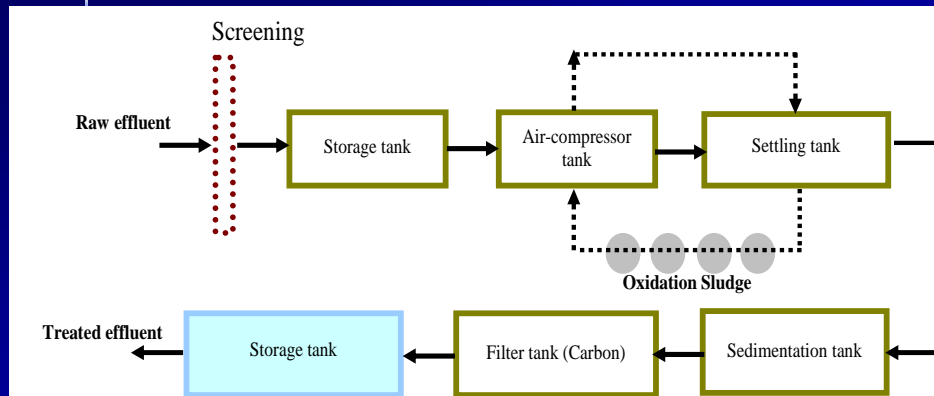 Screening
Raw effluent
Storage tank
Air-compressor
tank
Settling tank
Oxidation Sludge
Treated effluent
Storage tank
Filter tank (Carbon)
Sedimentation tank